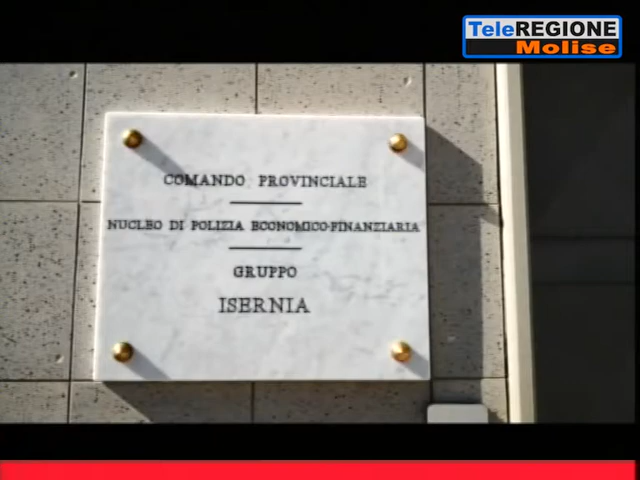 TeleREGIONE
Molise
COMANDO PROVINCIALE
NUCLEO DI POLIZIA ECONOMICO-FINANZIARIA
GRUPPO
ISERNIA